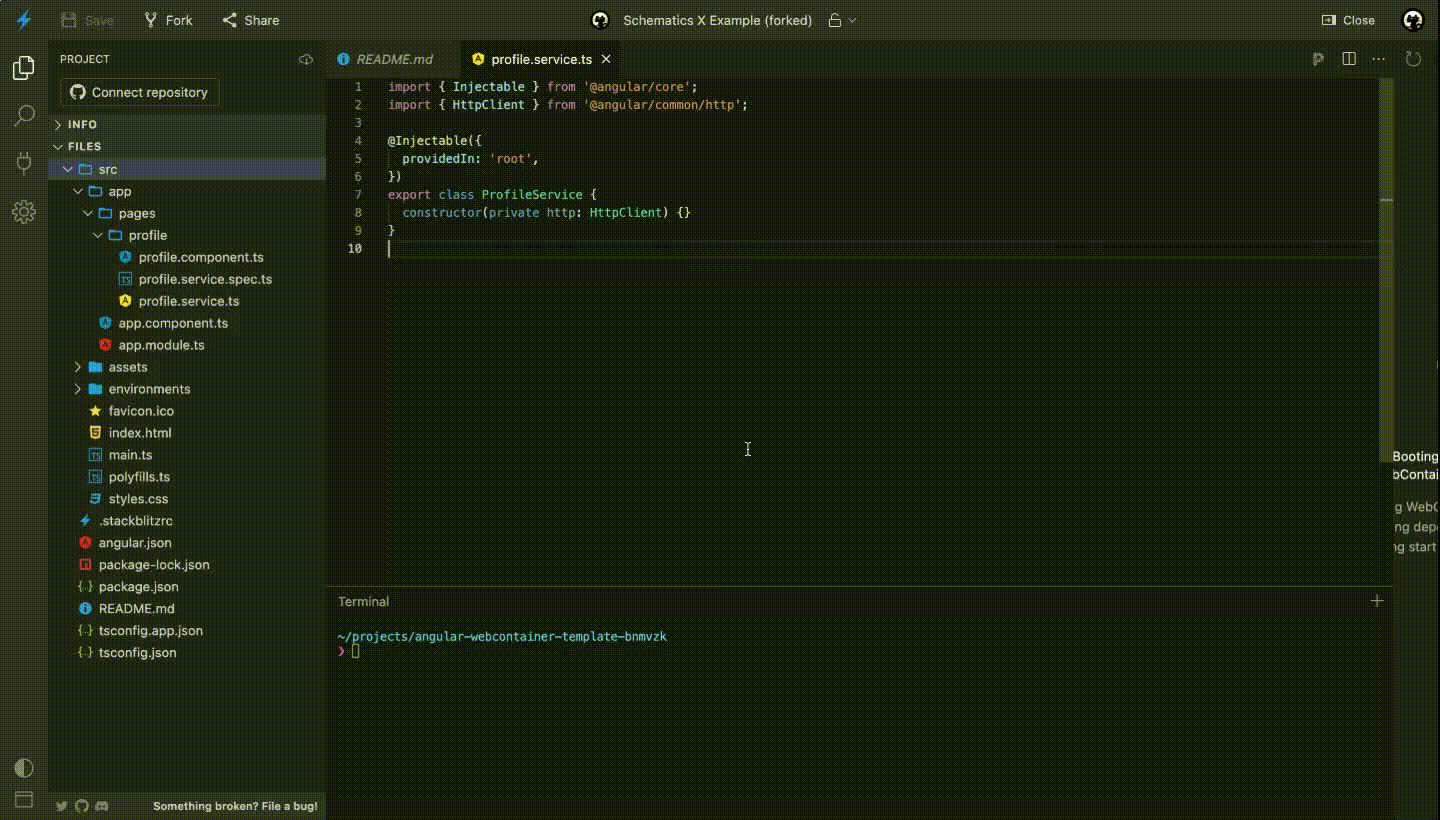 Save Fork Share Schematics X Example (forked) Close
PROJECT
Connect repository
INFO
FILES
src
app
pages
profile
profile.component.ts
profile.service.spec.ts
profile.service.ts
app.component.ts
app.module.ts
assets
environments
favicon.ico
index.html
main.ts
polyfills.ts
styles.css
.stackblitzrc
angular.json
package-lock.json
package.json
README.md
tsconfig.app.json
tsconfig.json
Something broken? File a bug!
README.md profile.service.ts
1 import { Injectable } from '@angular/core';
2 import { HttpClient } from '@angular/common/http';
3
4 @Injectable({
5 providedIn: 'root',
6 })
7 export class ProfileService {
8 constructor(private http: HttpClient) {}
9 }
10
Terminal
~/projects/angular-webcontainer-template-bnmvzk
❯
Booting
bContai
g WebC
ng depe
ng start